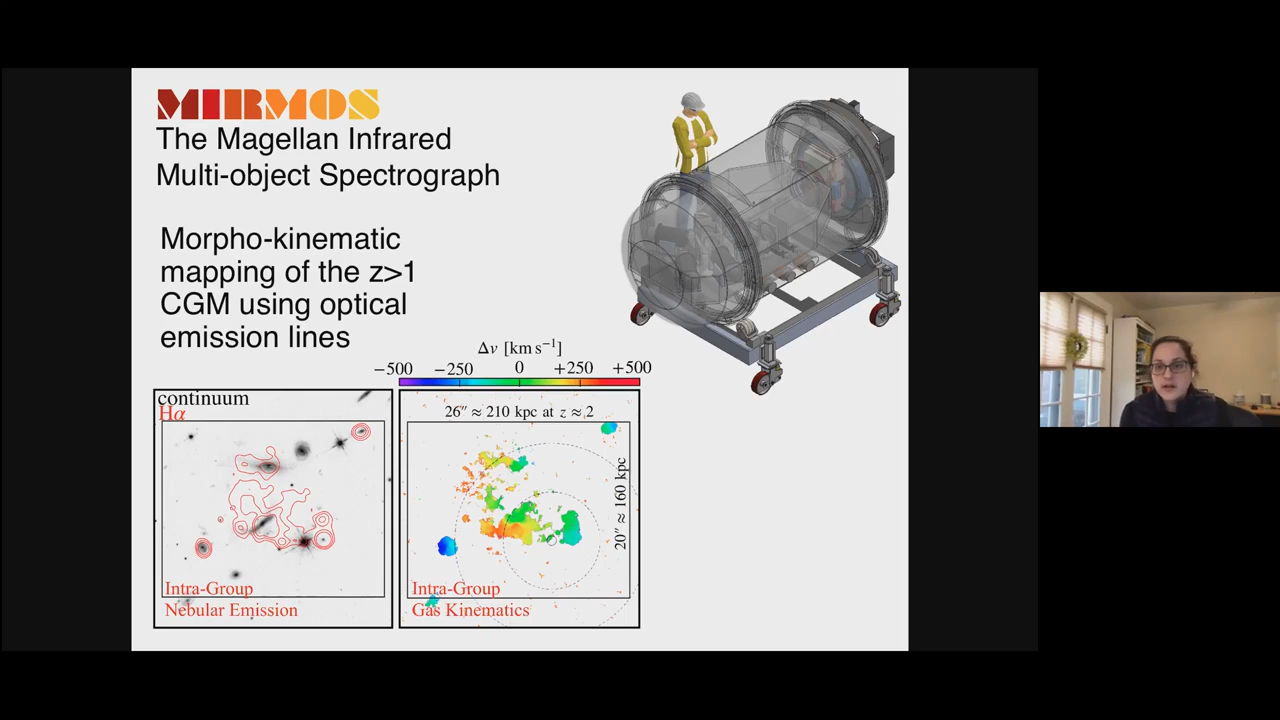 MIRMOS
The Magellan Infrared
Multi-object Spectrograph
Morpho-kinematic
mapping of the z>1
CGM using optical
emission lines
Δv [km s⁻¹]
−500 −250 0 +250 +500
continuum
Hα
Intra-Group
Nebular Emission
26″ ≈ 210 kpc at z ≈ 2
20″ ≈ 160 kpc
Intra-Group
Gas Kinematics